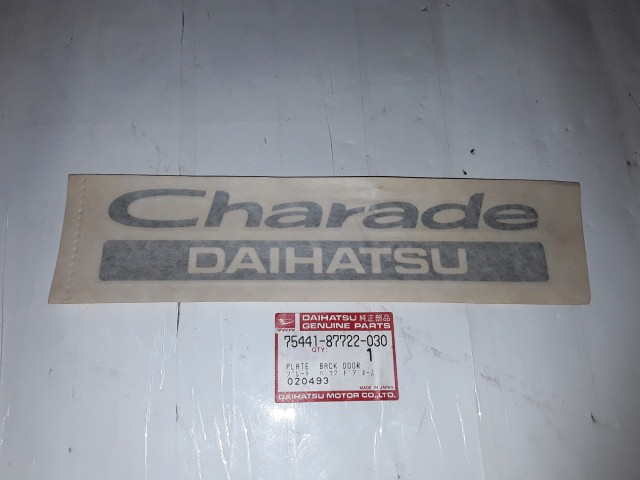 Charade
DAIHATSU
DAIHATSU 純正部品
GENUINE PARTS
75441-87722-030
QTY. 1
PLATE BACK DOOR
020493
MADE IN JAPAN
DAIHATSU MOTOR CO.,LTD.